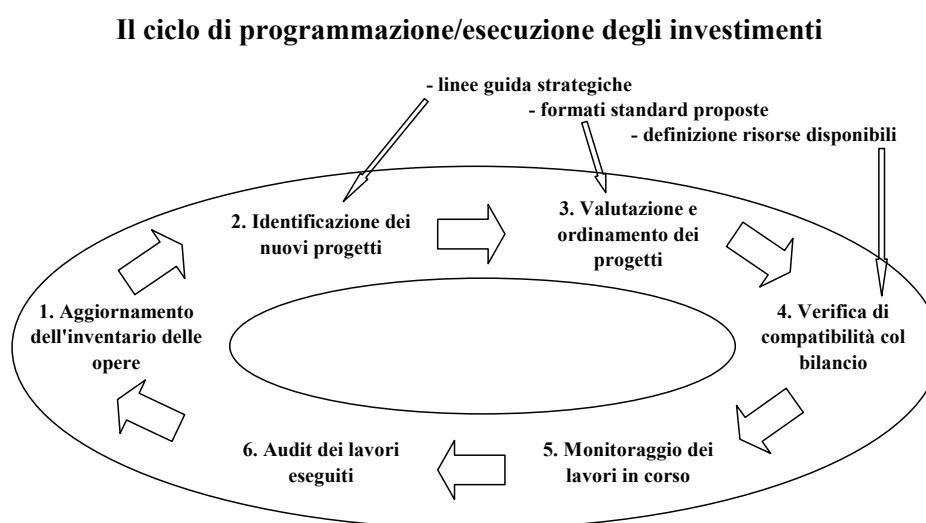 Il ciclo di programmazione/esecuzione degli investimenti
- linee guida strategiche
- formati standard proposte
- definizione risorse disponibili
2. Identificazione dei
nuovi progetti
3. Valutazione e
ordinamento dei
progetti
1. Aggiornamento
dell'inventario delle
opere
4. Verifica di
compatibilità col
bilancio
6. Audit dei lavori
eseguiti
5. Monitoraggio dei
lavori in corso